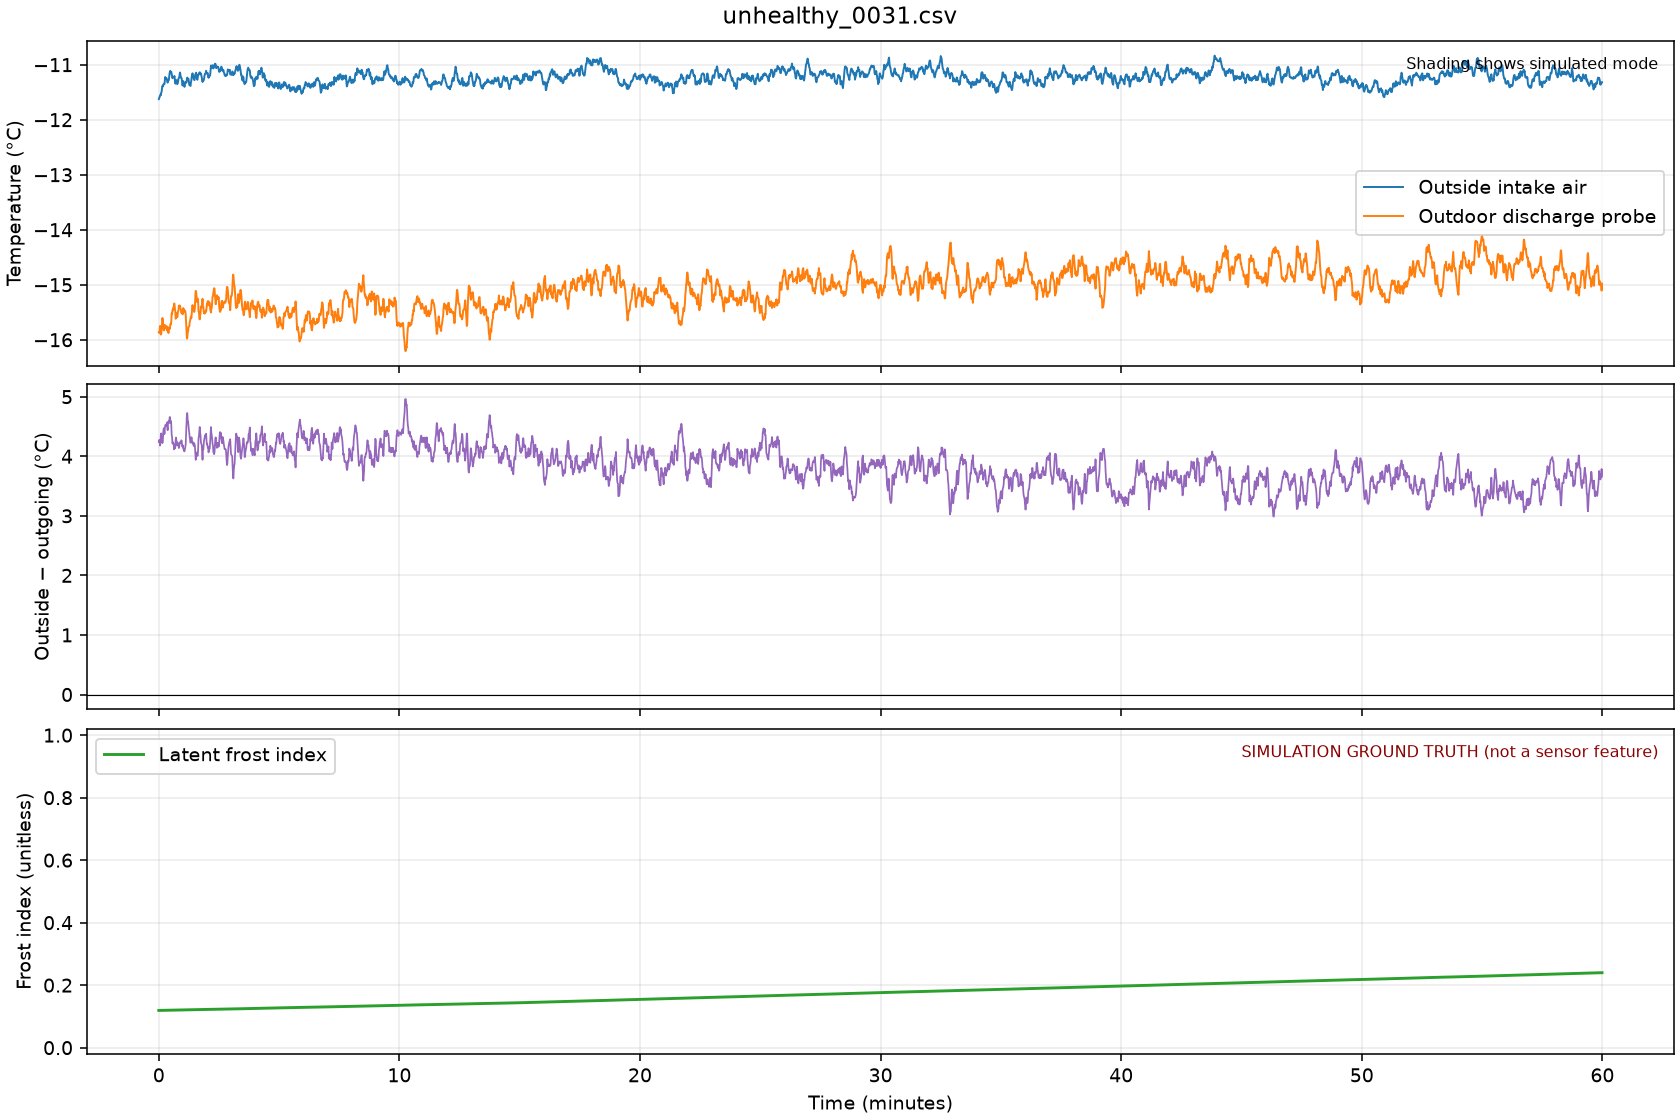 unhealthy_0031.csv
Shading shows simulated mode
Temperature (°C)
−11
−12
−13
−14
−15
−16
Outside intake air
Outdoor discharge probe
Outside − outgoing (°C)
5
4
3
2
1
0
Frost index (unitless)
1.0
0.8
0.6
0.4
0.2
0.0
Latent frost index
SIMULATION GROUND TRUTH (not a sensor feature)
0 10 20 30 40 50 60
Time (minutes)